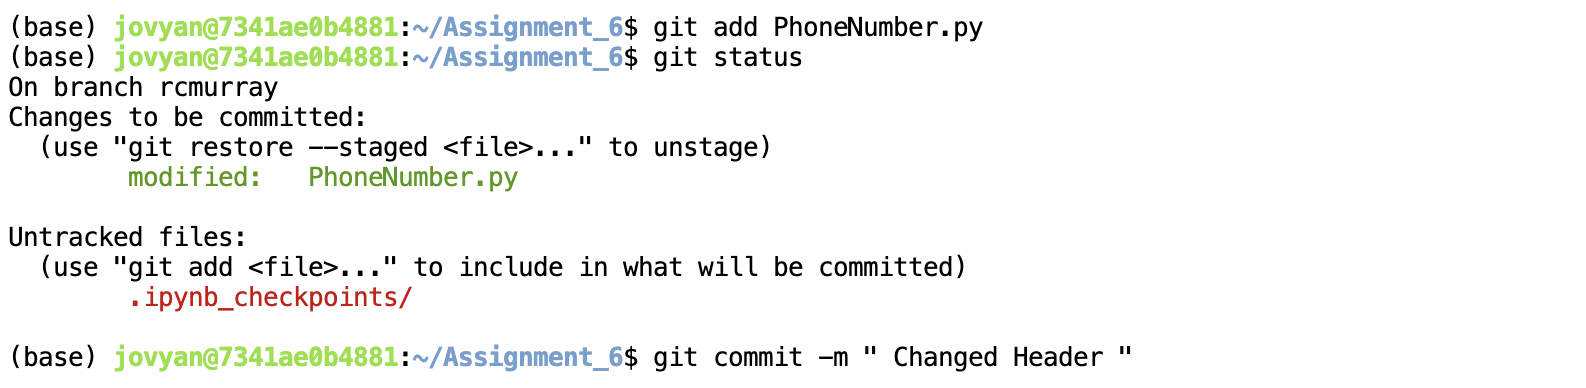 (base) jovyan@7341ae0b4881:~/Assignment_6$ git add PhoneNumber.py
(base) jovyan@7341ae0b4881:~/Assignment_6$ git status
On branch rcmurray
Changes to be committed:
  (use "git restore --staged <file>..." to unstage)
        modified:   PhoneNumber.py

Untracked files:
  (use "git add <file>..." to include in what will be committed)
        .ipynb_checkpoints/

(base) jovyan@7341ae0b4881:~/Assignment_6$ git commit -m " Changed Header "